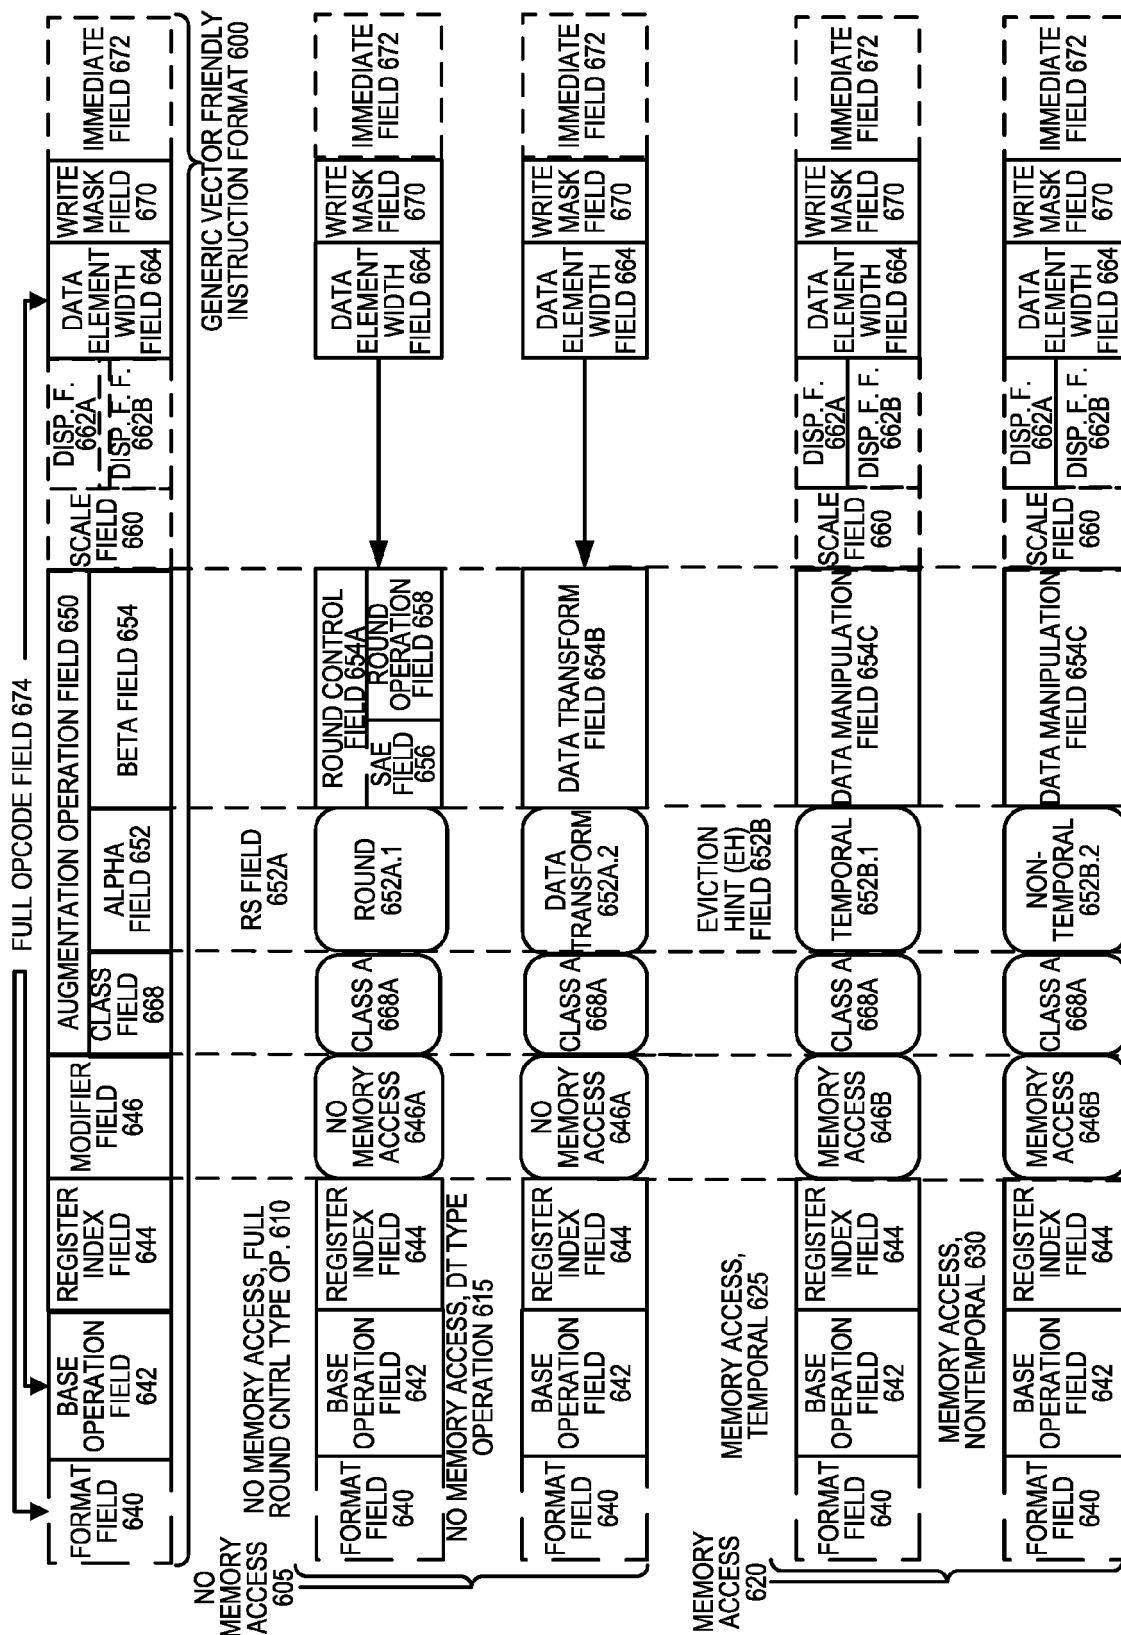 FULL OPCODE FIELD 674
FORMAT
FIELD
640
BASE
OPERATION
FIELD
642
REGISTER
INDEX
FIELD
644
MODIFIER
FIELD
646
AUGMENTATION OPERATION FIELD 650
CLASS
FIELD
668
ALPHA
FIELD 652
BETA FIELD 654
SCALE
FIELD
660
DISP. F.
662A
DISP. F. F.
662B
DATA
ELEMENT
WIDTH
FIELD 664
WRITE
MASK
FIELD
670
IMMEDIATE
FIELD 672
GENERIC VECTOR FRIENDLY
INSTRUCTION FORMAT 600
NO
MEMORY
ACCESS
605
NO MEMORY ACCESS, FULL
ROUND CNTRL TYPE OP. 610
RS FIELD
652A
FORMAT
FIELD
640
BASE
OPERATION
FIELD
642
REGISTER
INDEX
FIELD
644
NO
MEMORY
ACCESS
646A
CLASS A
668A
ROUND
652A.1
ROUND CONTROL
FIELD 654A
SAE
FIELD
656
ROUND
OPERATION
FIELD 658
DATA
ELEMENT
WIDTH
FIELD 664
WRITE
MASK
FIELD
670
IMMEDIATE
FIELD 672
NO MEMORY ACCESS, DT TYPE
OPERATION 615
FORMAT
FIELD
640
BASE
OPERATION
FIELD
642
REGISTER
INDEX
FIELD
644
NO
MEMORY
ACCESS
646A
CLASS A
668A
DATA
TRANSFORM
652A.2
DATA TRANSFORM
FIELD 654B
DATA
ELEMENT
WIDTH
FIELD 664
WRITE
MASK
FIELD
670
IMMEDIATE
FIELD 672
MEMORY
ACCESS
620
MEMORY ACCESS,
TEMPORAL 625
EVICTION
HINT (EH)
FIELD 652B
FORMAT
FIELD
640
BASE
OPERATION
FIELD
642
REGISTER
INDEX
FIELD
644
MEMORY
ACCESS
646B
CLASS A
668A
TEMPORAL
652B.1
DATA MANIPULATION
FIELD 654C
SCALE
FIELD
660
DISP. F.
662A
DISP. F. F.
662B
DATA
ELEMENT
WIDTH
FIELD 664
WRITE
MASK
FIELD
670
IMMEDIATE
FIELD 672
MEMORY ACCESS,
NONTEMPORAL 630
FORMAT
FIELD
640
BASE
OPERATION
FIELD
642
REGISTER
INDEX
FIELD
644
MEMORY
ACCESS
646B
CLASS A
668A
NON-
TEMPORAL
652B.2
DATA MANIPULATION
FIELD 654C
SCALE
FIELD
660
DISP. F.
662A
DISP. F. F.
662B
DATA
ELEMENT
WIDTH
FIELD 664
WRITE
MASK
FIELD
670
IMMEDIATE
FIELD 672